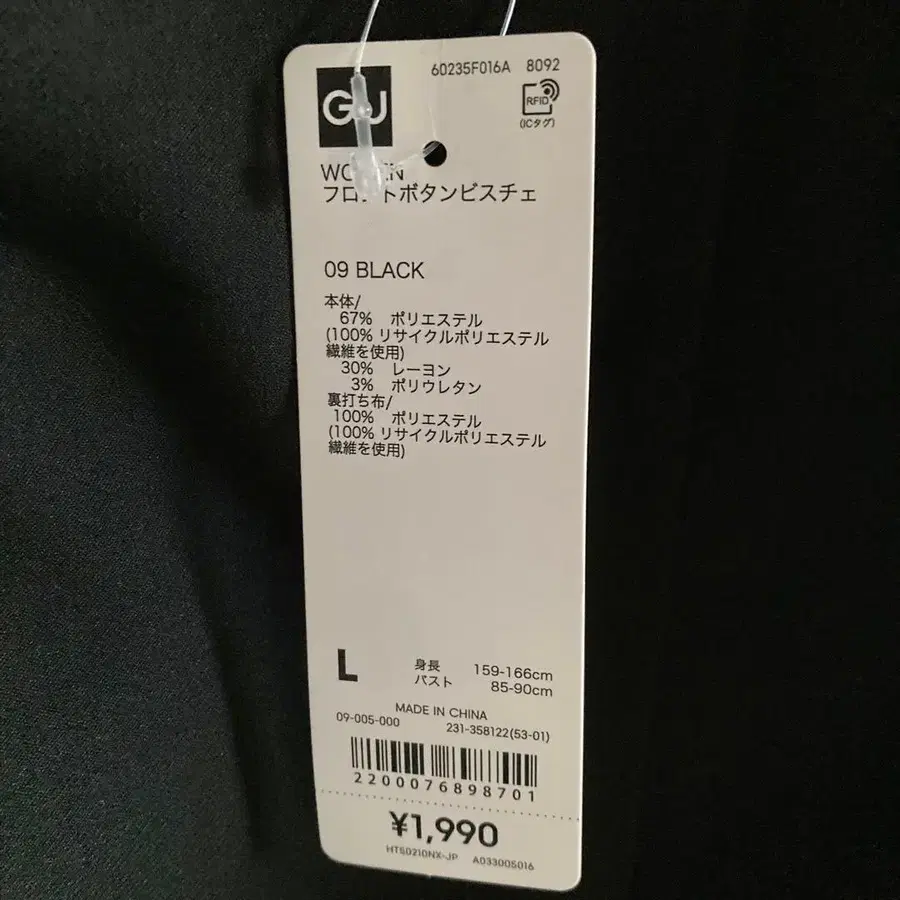 60235F016A 8092
GU
RFID
(ICタグ)
WOMEN
フロントボタンビスチェ
09 BLACK
本体/
67% ポリエステル
(100% リサイクルポリエステル
繊維を使用)
30% レーヨン
3% ポリウレタン
裏打ち布/
100% ポリエステル
(100% リサイクルポリエステル
繊維を使用)
L
身長 159-166cm
バスト 85-90cm
MADE IN CHINA
09-005-000 231-358122(53-01)
2200076898701
¥1,990
HTS0210NX-JP A033005016